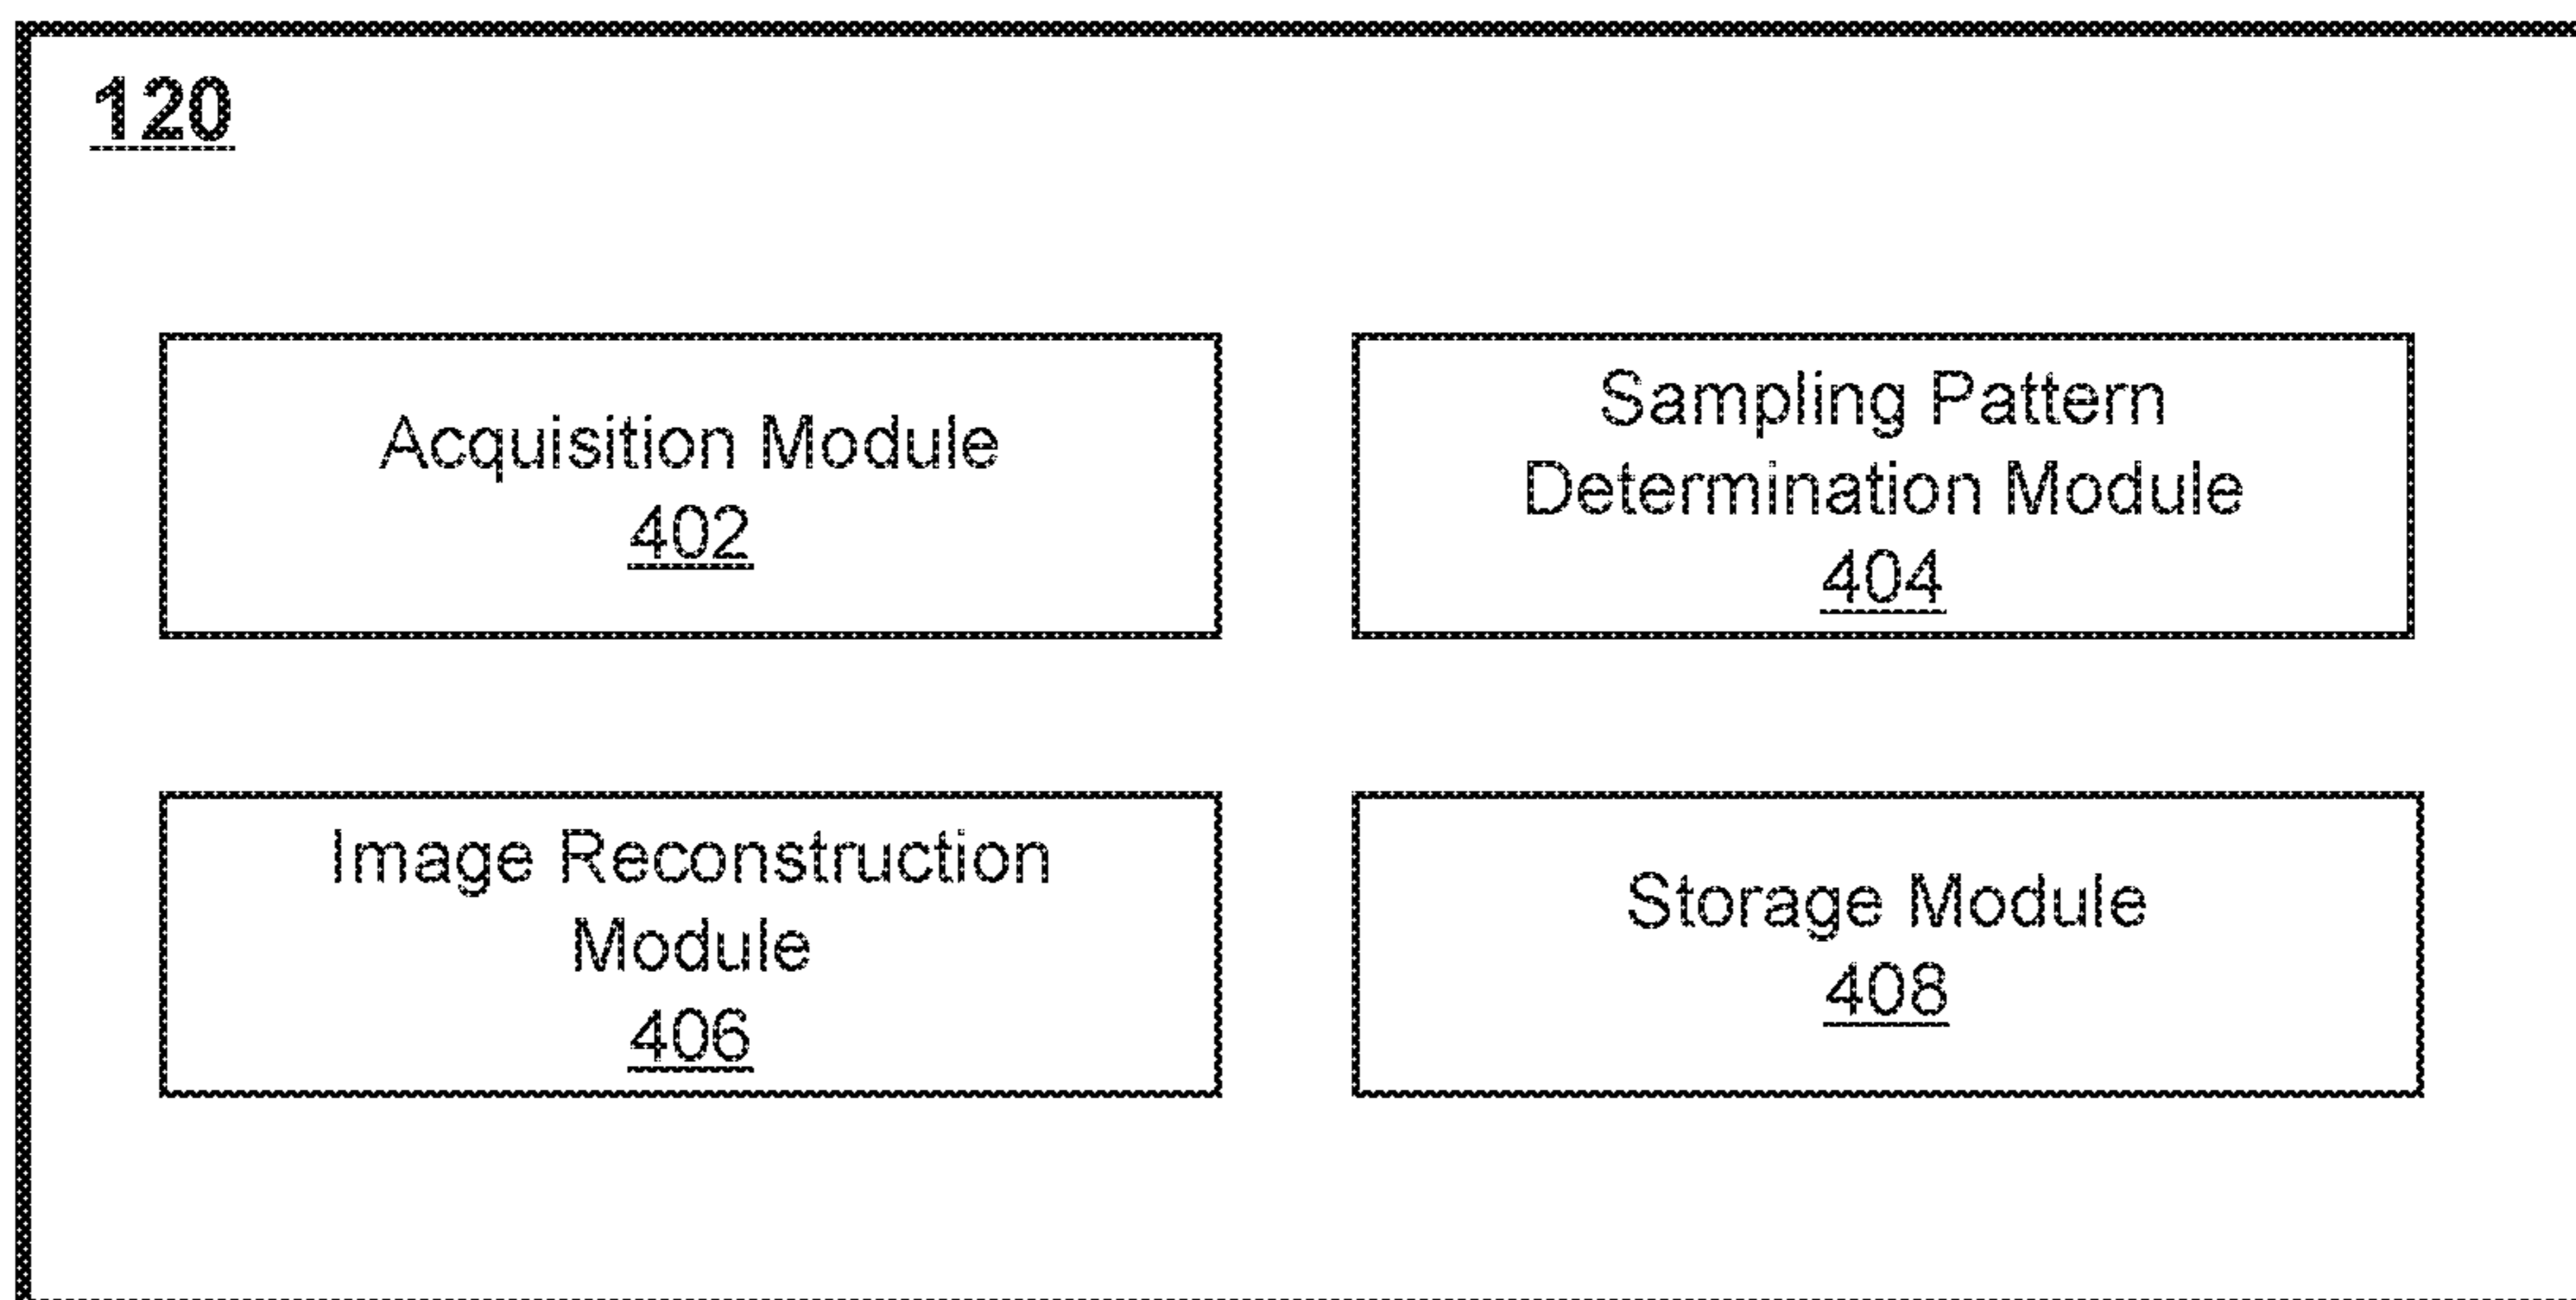 120
Acquisition Module
402
Sampling Pattern
Determination Module
404
Image Reconstruction
Module
406
Storage Module
408